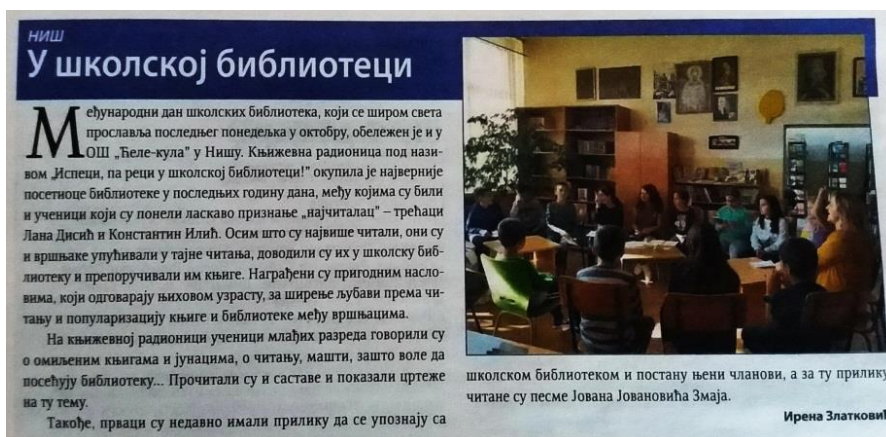 НИШ
У школској библиотеци
Међународни дан школских библиотека, који се широм света
прославља последњег понедељка у октобру, обележен је и у
ОШ „Ћеле-кула" у Нишу. Књижевна радионица под нази-
вом „Испеци, па реци у школској библиотеци!" окупила је највериније
посетиоце библиотеке у последњих годину дана, међу којима су били
и ученици који су понели ласкаво признање „најчиталац" – трећаци
Лана Дисић и Константин Илић. Осим што су највише читали, они су
и вршњаке упућивали у тајне читања, доводили су их у школску биб-
лиотеку и препоручивали им књиге. Награђени су пригодним насло-
вима, који одговарају њиховом узрасту, за ширење љубави према чи-
тању и популаризацију књиге и библиотеке међу вршњацима.
На књижевној радионици ученици млађих разреда говорили су
о омиљеним књигама и јунацима, о читању, машти, зашто воле да
посећују библиотеку... Прочитали су и саставе и показали цртеже
на ту тему.
Такође, прваци су недавно имали прилику да се упознају са
школском библиотеком и постану њени чланови, а за ту прилику
читане су песме Јована Јовановића Змаја.
Ирена Златковић